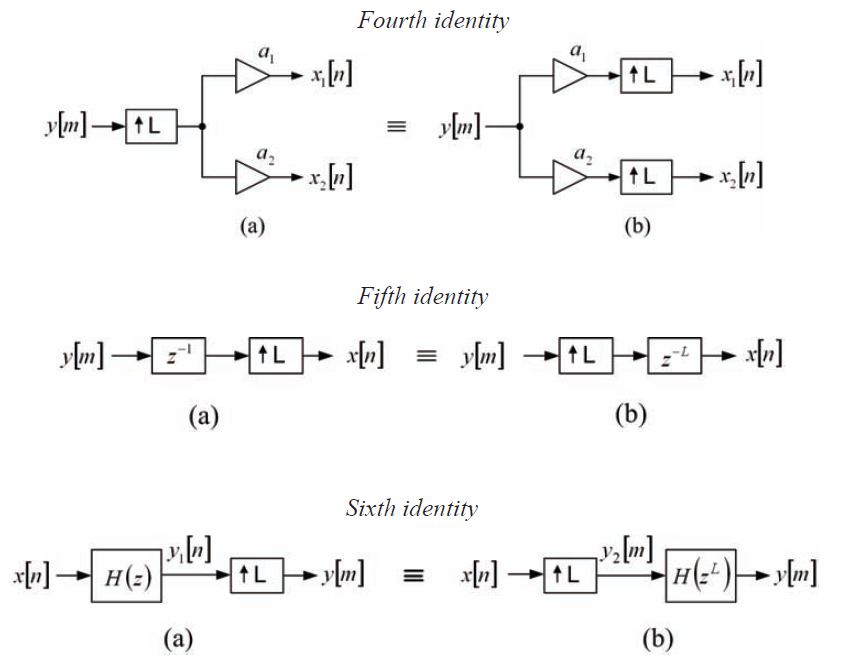 Fourth identity
a₁ a₁
x₁[n] ↑L x₁[n]
y[m] ↑L ≡ y[m]
a₂ a₂
x₂[n] ↑L x₂[n]
(a) (b)
Fifth identity
y[m] z⁻¹ ↑L x[n] ≡ y[m] ↑L z⁻ᴸ x[n]
(a) (b)
Sixth identity
y₁[n] y₂[m]
x[n] H(z) ↑L y[m] ≡ x[n] ↑L H(zᴸ) y[m]
(a) (b)